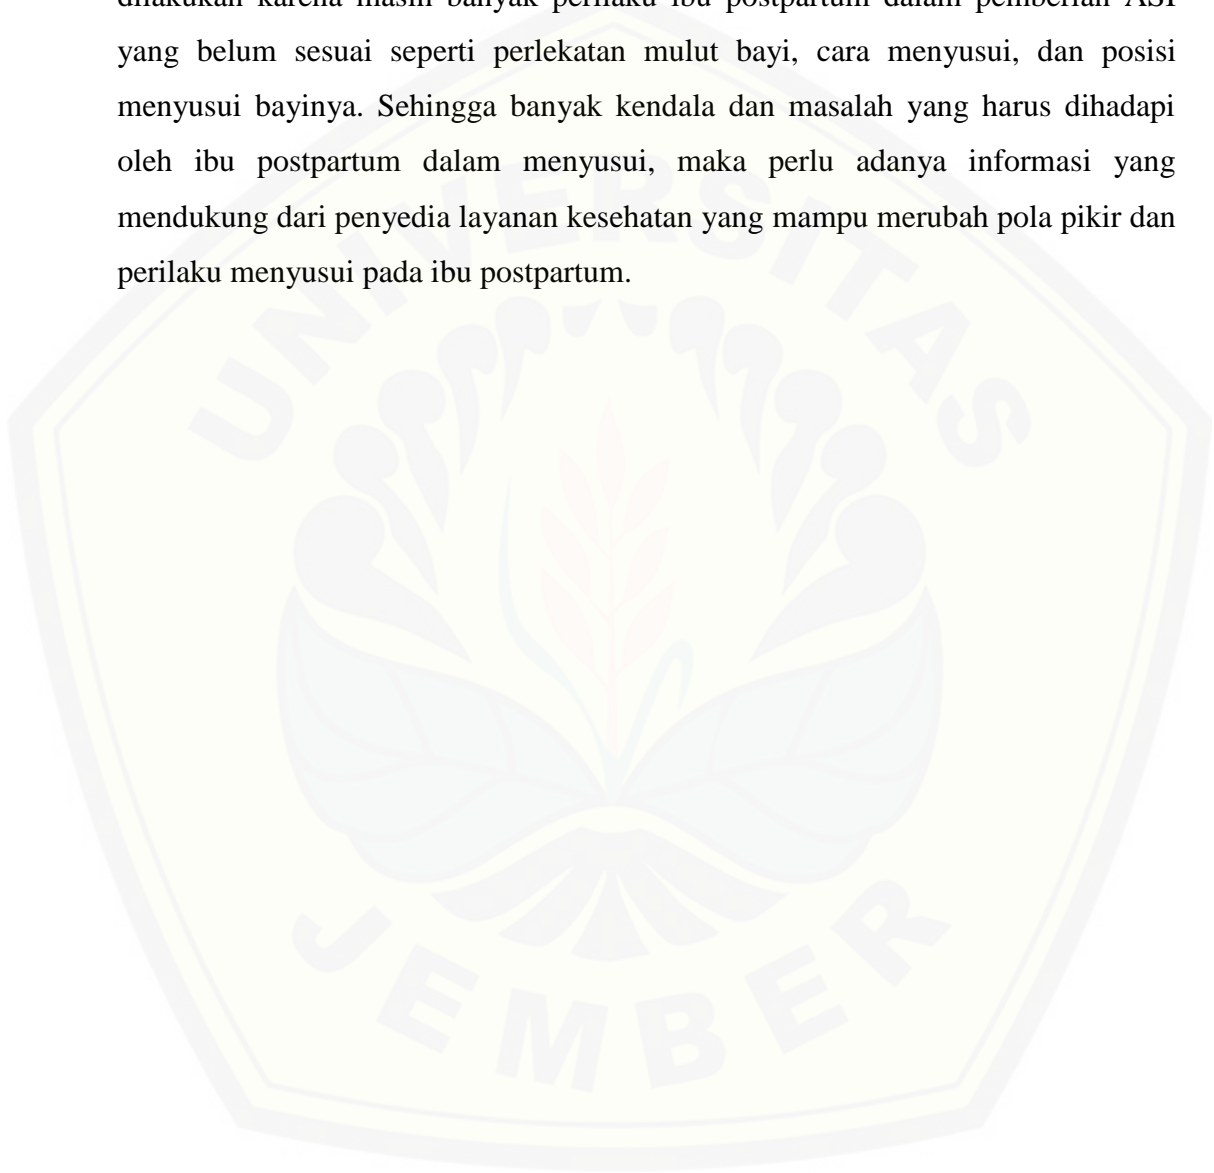 dilakukan karena masih banyak perilaku ibu postpartum dalam pemberian ASI
yang belum sesuai seperti perlekatan mulut bayi, cara menyusui, dan posisi
menyusui bayinya. Sehingga banyak kendala dan masalah yang harus dihadapi
oleh ibu postpartum dalam menyusui, maka perlu adanya informasi yang
mendukung dari penyedia layanan kesehatan yang mampu merubah pola pikir dan
perilaku menyusui pada ibu postpartum.
UNIVERSITAS
JEMBER